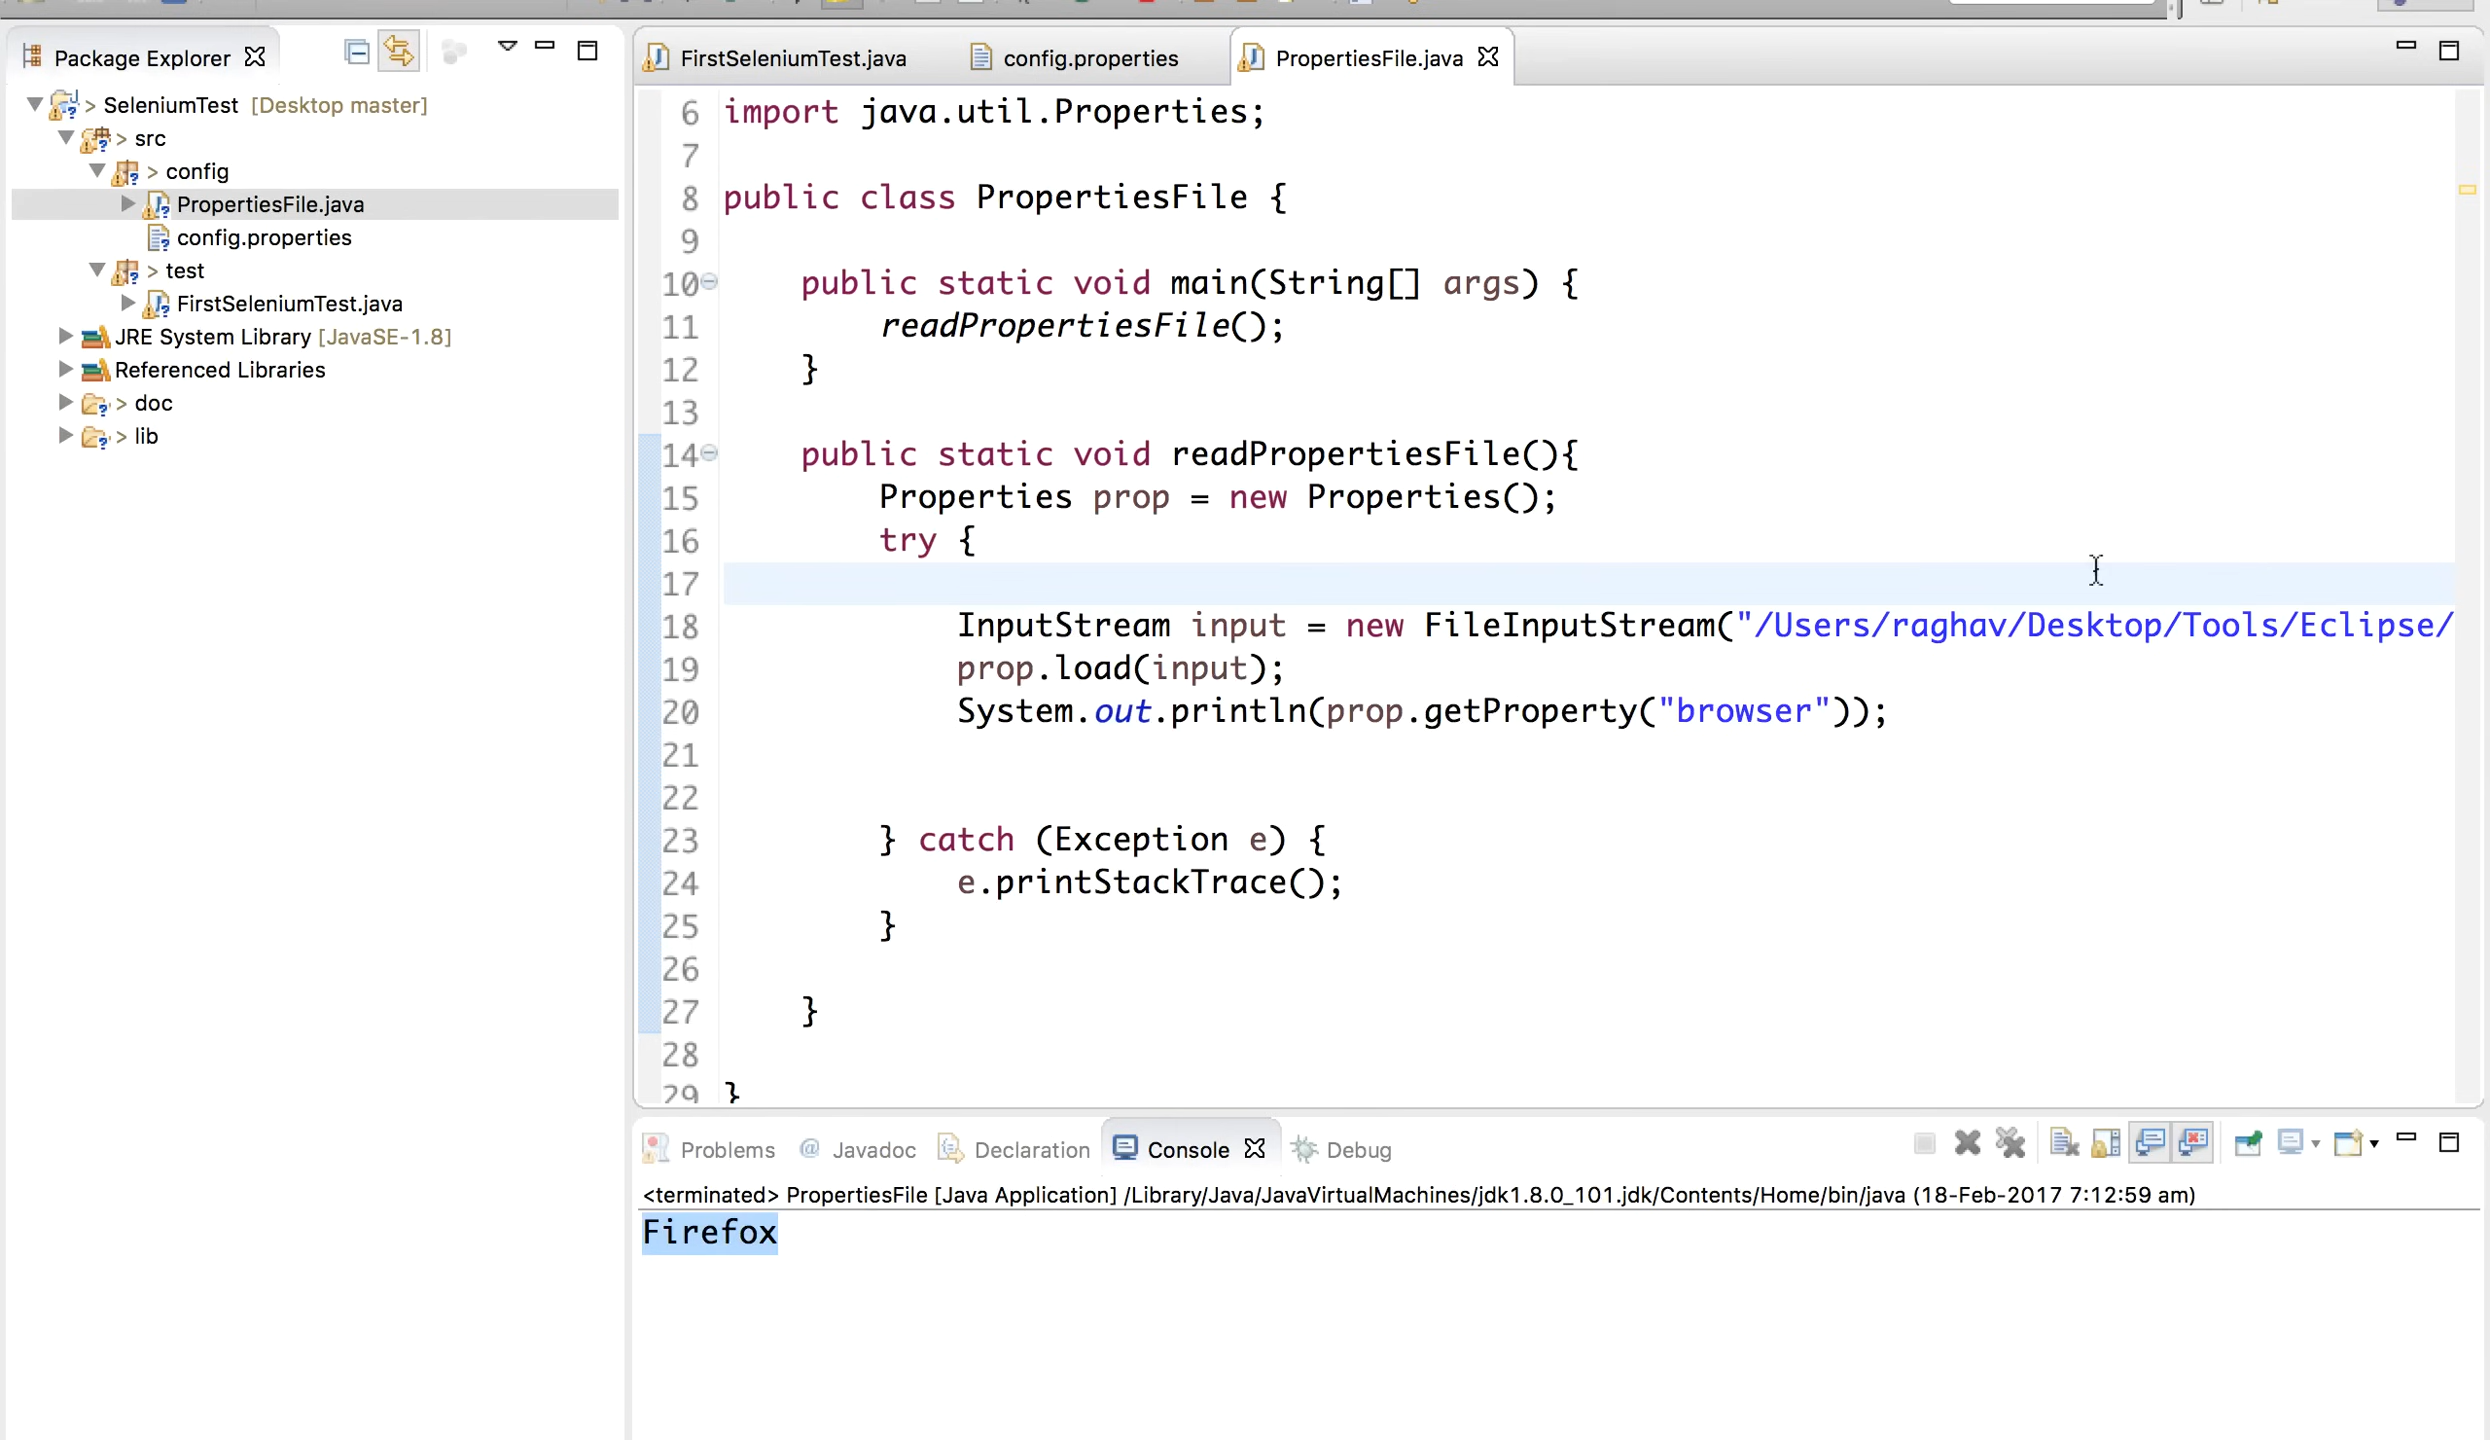 Package Explorer
> SeleniumTest [Desktop master]
> src
> config
PropertiesFile.java
config.properties
> test
FirstSeleniumTest.java
JRE System Library [JavaSE-1.8]
Referenced Libraries
> doc
> lib
FirstSeleniumTest.java
config.properties
PropertiesFile.java
6 import java.util.Properties;
7
8 public class PropertiesFile {
9
10 public static void main(String[] args) {
11 readPropertiesFile();
12 }
13
14 public static void readPropertiesFile(){
15 Properties prop = new Properties();
16 try {
17
18 InputStream input = new FileInputStream("/Users/raghav/Desktop/Tools/Eclipse/
19 prop.load(input);
20 System.out.println(prop.getProperty("browser"));
21
22
23 } catch (Exception e) {
24 e.printStackTrace();
25 }
26
27 }
28
29 }
Problems @ Javadoc Declaration Console Debug
<terminated> PropertiesFile [Java Application] /Library/Java/JavaVirtualMachines/jdk1.8.0_101.jdk/Contents/Home/bin/java (18-Feb-2017 7:12:59 am)
Firefox